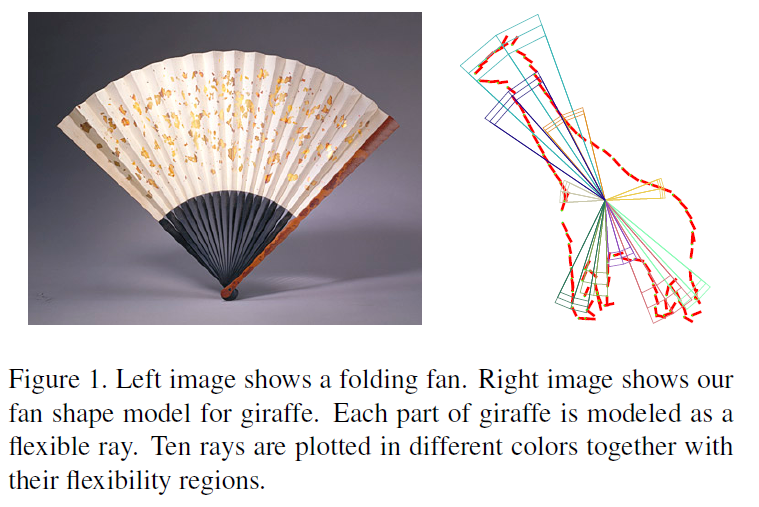 Figure 1. Left image shows a folding fan. Right image shows our
fan shape model for giraffe. Each part of giraffe is modeled as a
flexible ray. Ten rays are plotted in different colors together with
their flexibility regions.